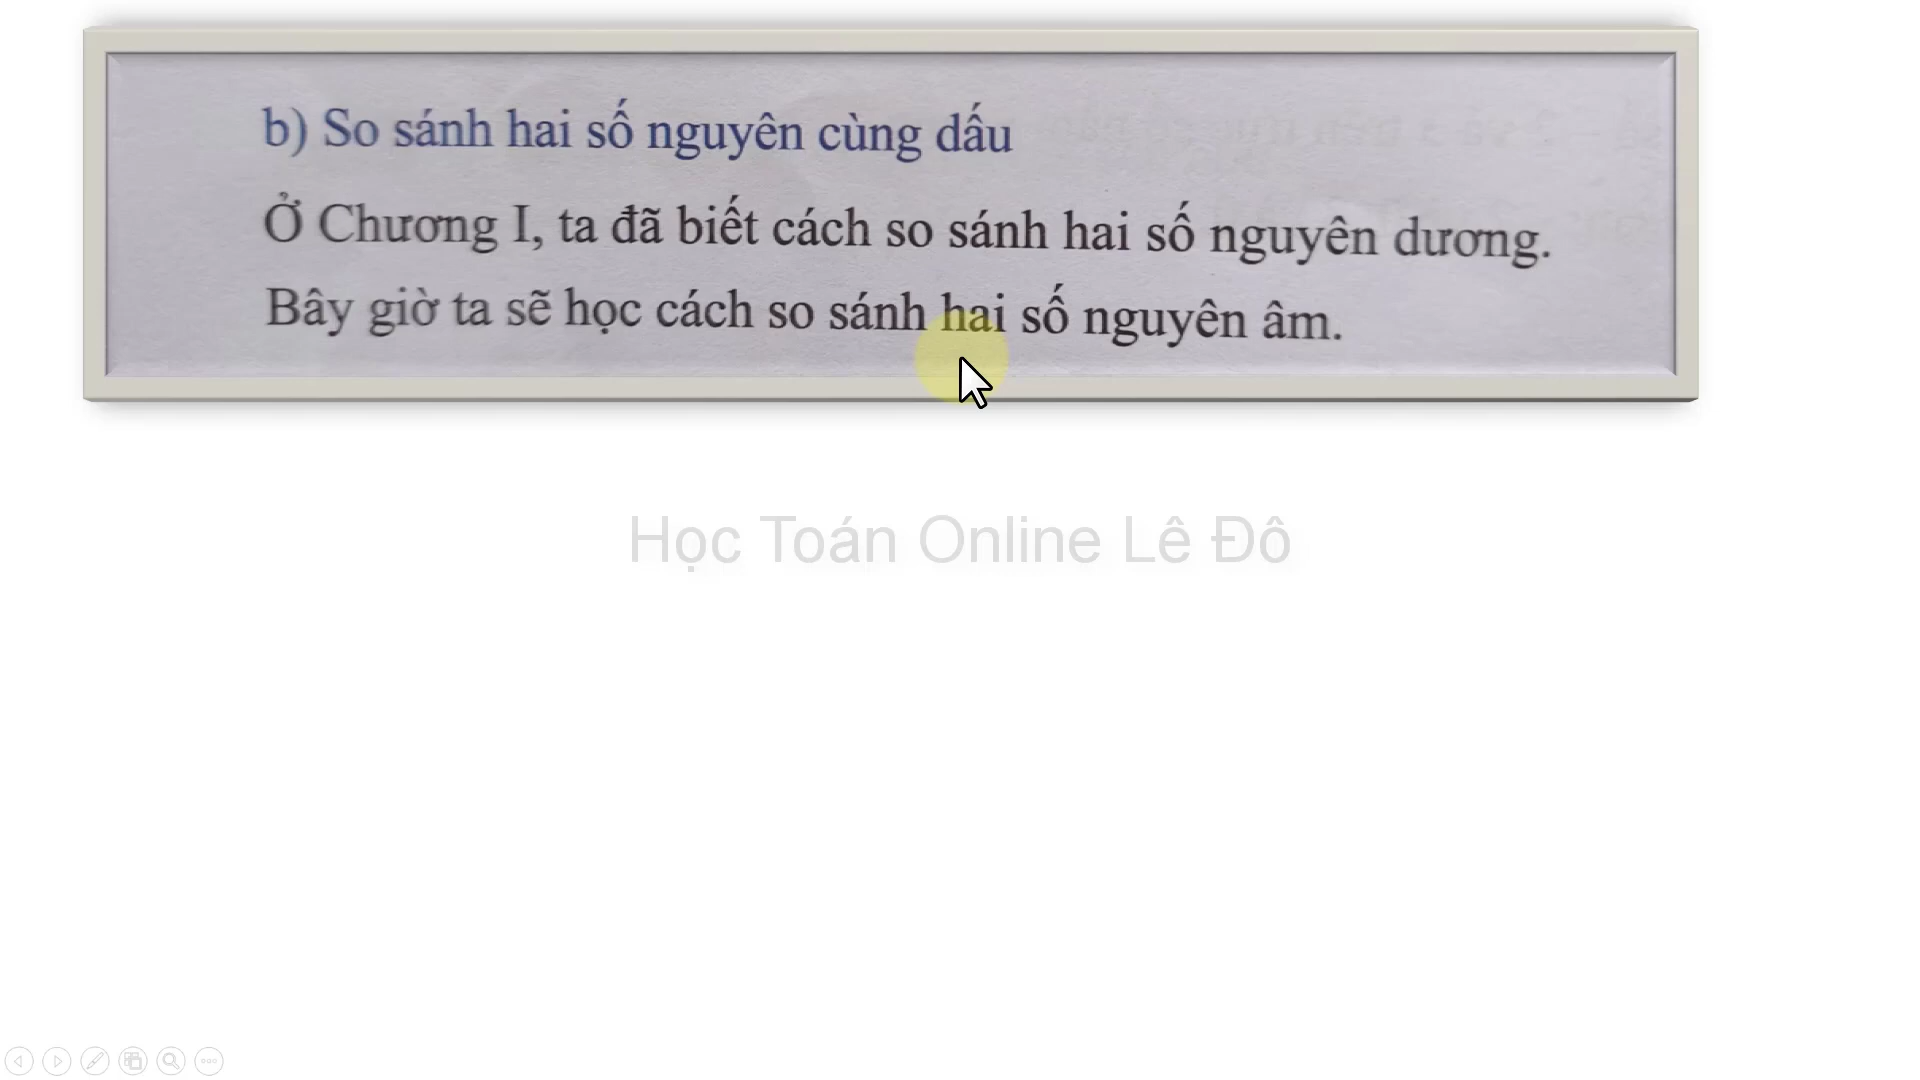 b) So sánh hai số nguyên cùng dấu
Ở Chương I, ta đã biết cách so sánh hai số nguyên dương.
Bây giờ ta sẽ học cách so sánh hai số nguyên âm.
Học Toán Online Lê Đô